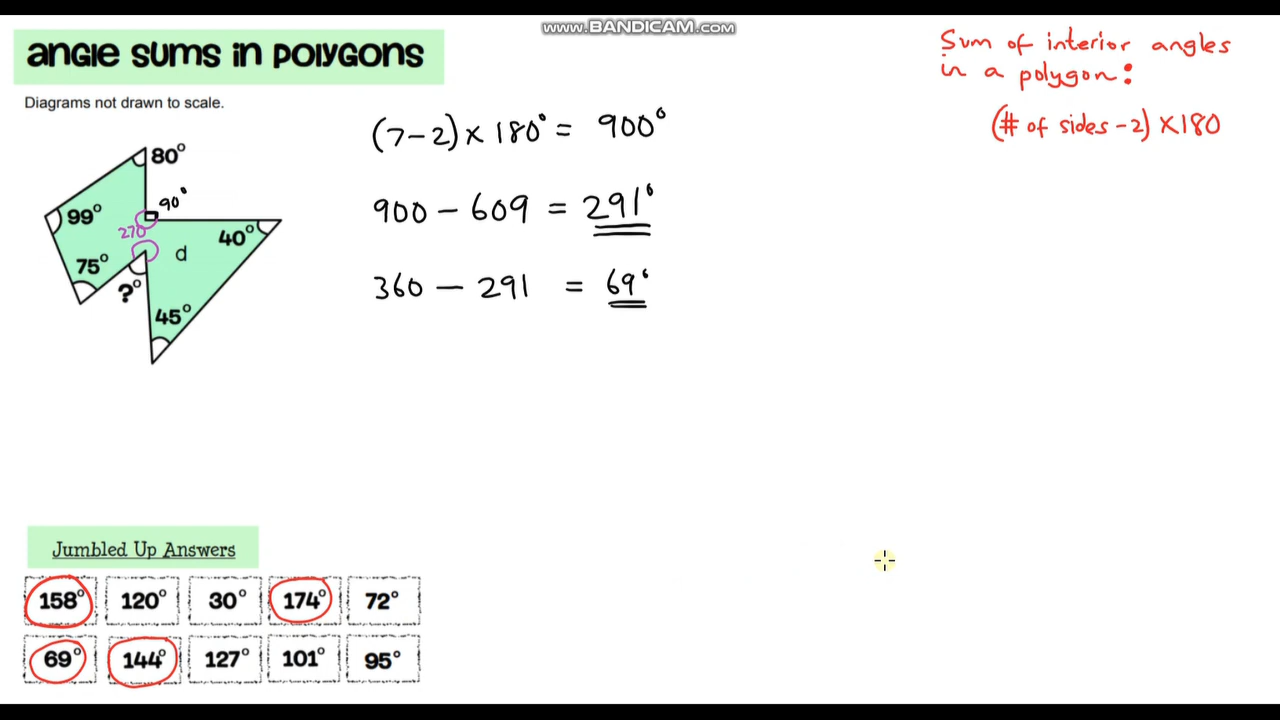 www.BANDICAM.com
ANGLE SUMS IN POLYGONS
Diagrams not drawn to scale.
80°
90°
99°
270
40°
d
75°
?°
45°
(7-2) × 180° = 900°
900 - 609 = 291°
360 - 291 = 69°
Sum of interior angles
in a polygon:
(# of sides - 2) × 180
Jumbled Up Answers
158° 120° 30° 174° 72°
69° 144° 127° 101° 95°